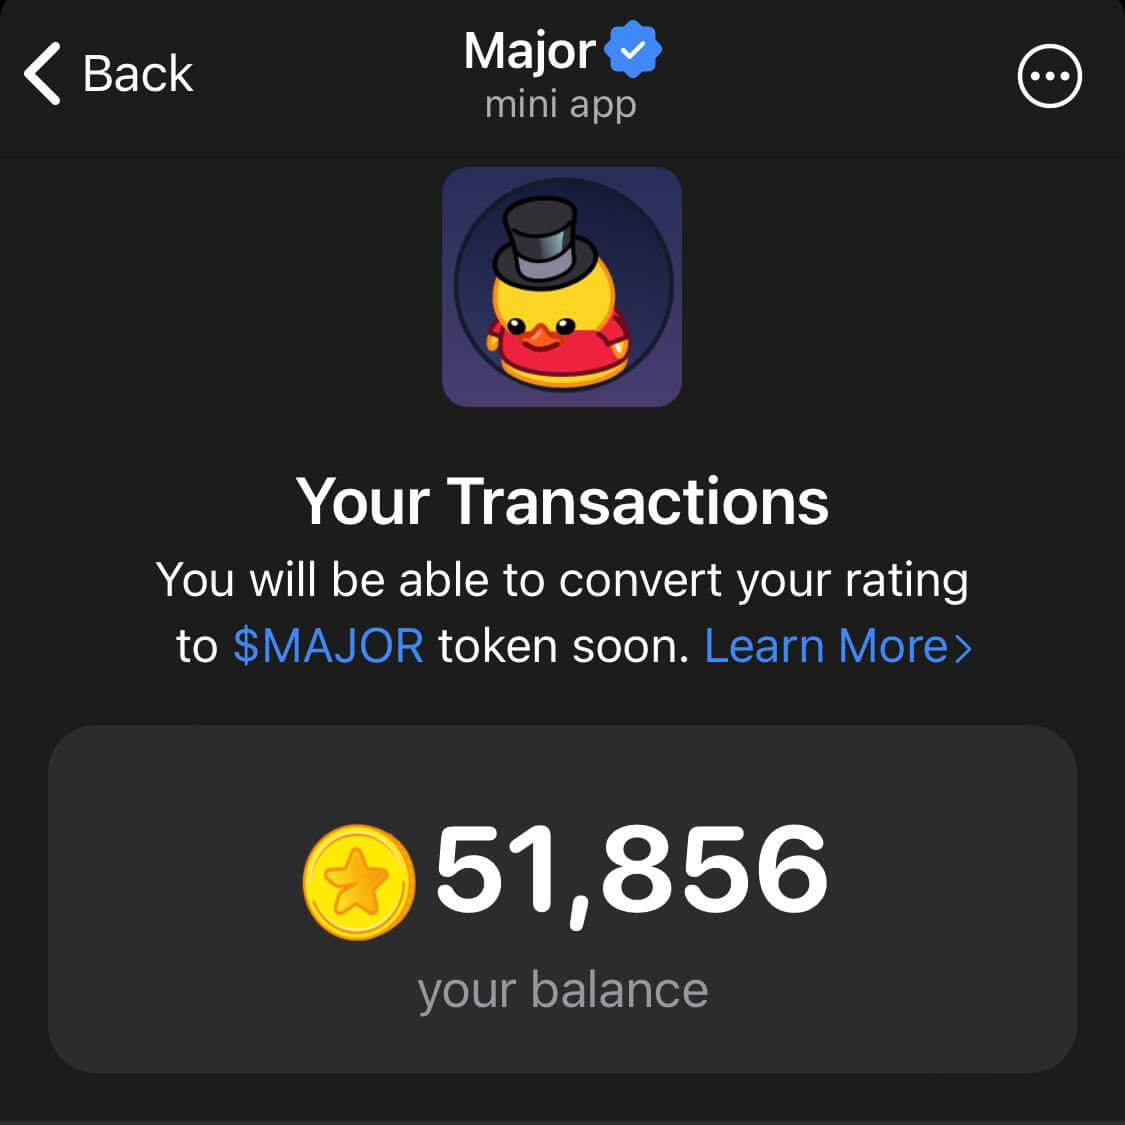 Back
Major
mini app
Your Transactions
You will be able to convert your rating
to $MAJOR token soon. Learn More>
51,856
your balance